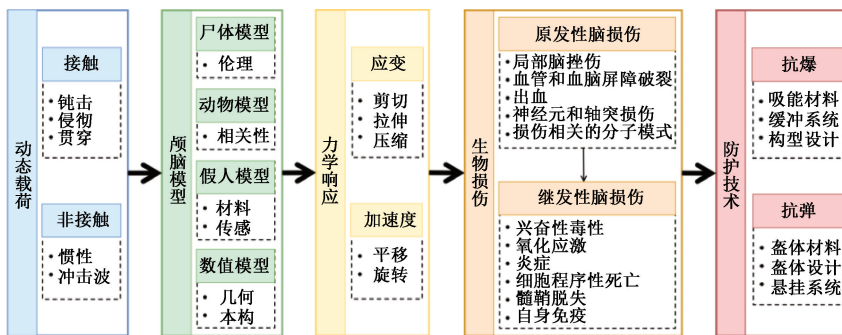 动态载荷
接触
• 钝击
• 侵彻
• 贯穿
非接触
• 惯性
• 冲击波
颅脑模型
尸体模型
• 伦理
动物模型
• 相关性
假人模型
• 材料
• 传感
数值模型
• 几何
• 本构
力学响应
应变
• 剪切
• 拉伸
• 压缩
加速度
• 平移
• 旋转
生物损伤
原发性脑损伤
•局部脑挫伤
•血管和血脑屏障破裂
•出血
•神经元和轴突损伤
•损伤相关的分子模式
继发性脑损伤
•兴奋性毒性
•氧化应激
•炎症
•细胞程序性死亡
•髓鞘脱失
•自身免疫
防护技术
抗爆
• 吸能材料
• 缓冲系统
• 构型设计
抗弹
• 盔体材料
• 盔体设计
• 悬挂系统